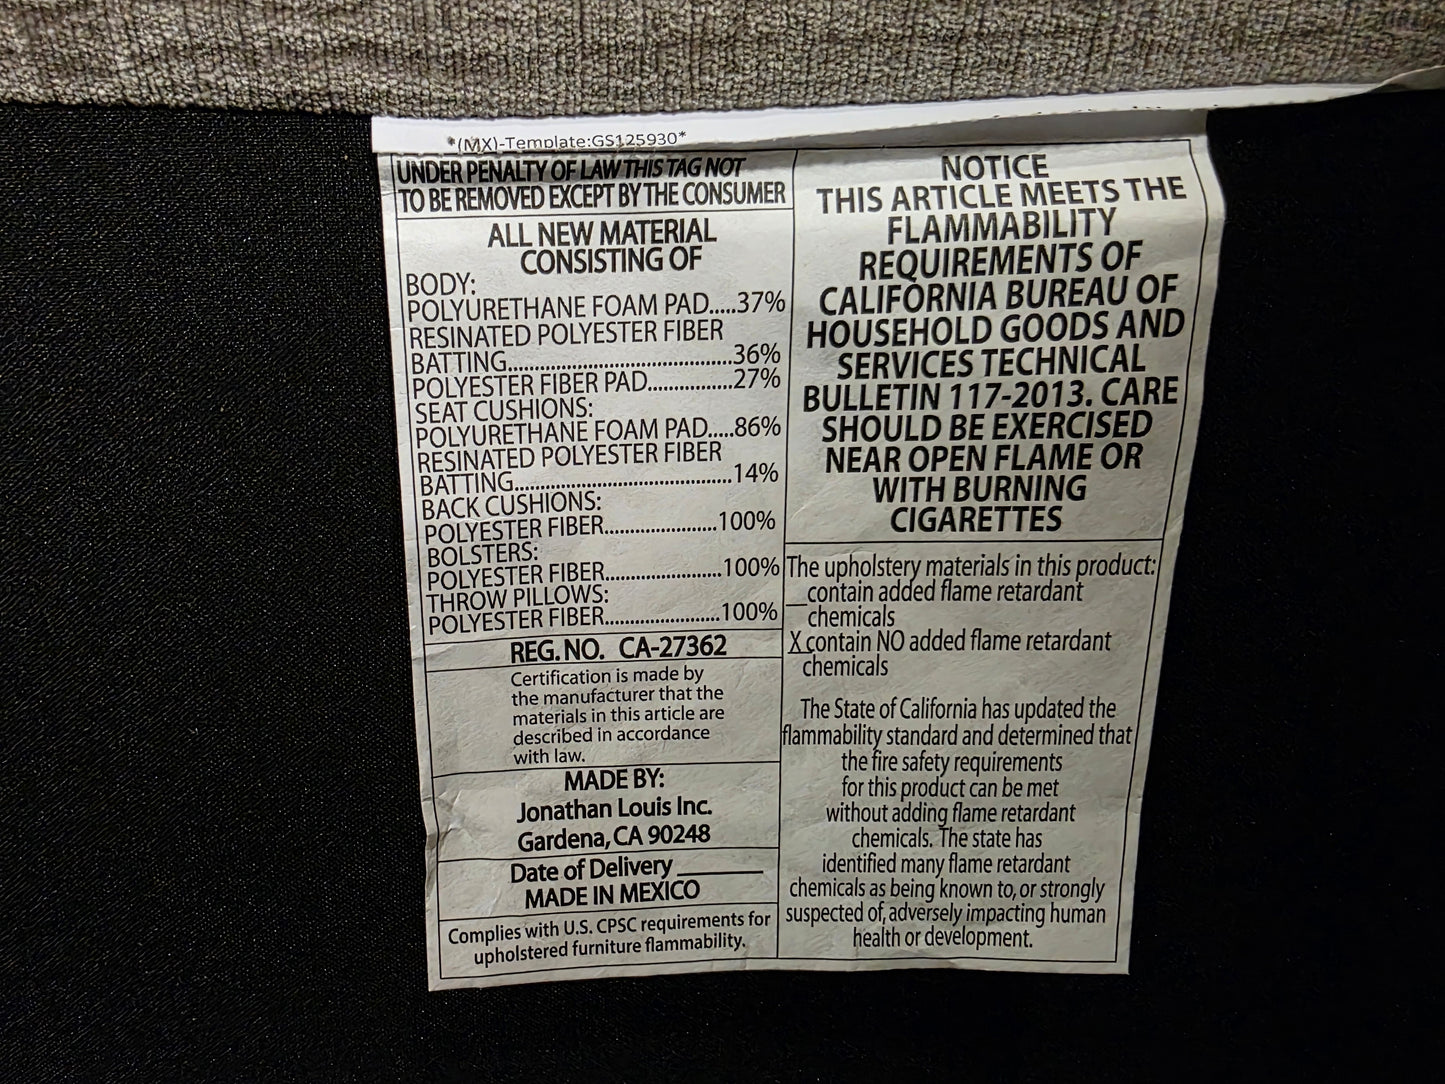 *(MX)-Template:GS125930*
UNDER PENALTY OF LAW THIS TAG NOT
TO BE REMOVED EXCEPT BY THE CONSUMER
ALL NEW MATERIAL
CONSISTING OF
BODY:
POLYURETHANE FOAM PAD.....37%
RESINATED POLYESTER FIBER
BATTING....................................36%
POLYESTER FIBER PAD..............27%
SEAT CUSHIONS:
POLYURETHANE FOAM PAD.....86%
RESINATED POLYESTER FIBER
BATTING...................................14%
BACK CUSHIONS:
POLYESTER FIBER......................100%
BOLSTERS:
POLYESTER FIBER......................100%
THROW PILLOWS:
POLYESTER FIBER......................100%
REG. NO. CA-27362
Certification is made by
the manufacturer that the
materials in this article are
described in accordance
with law.
MADE BY:
Jonathan Louis Inc.
Gardena, CA 90248
Date of Delivery ________
MADE IN MEXICO
Complies with U.S. CPSC requirements for
upholstered furniture flammability.
NOTICE
THIS ARTICLE MEETS THE
FLAMMABILITY
REQUIREMENTS OF
CALIFORNIA BUREAU OF
HOUSEHOLD GOODS AND
SERVICES TECHNICAL
BULLETIN 117-2013. CARE
SHOULD BE EXERCISED
NEAR OPEN FLAME OR
WITH BURNING
CIGARETTES
The upholstery materials in this product:
__contain added flame retardant
chemicals
X contain NO added flame retardant
chemicals
The State of California has updated the
flammability standard and determined that
the fire safety requirements
for this product can be met
without adding flame retardant
chemicals. The state has
identified many flame retardant
chemicals as being known to, or strongly
suspected of, adversely impacting human
health or development.